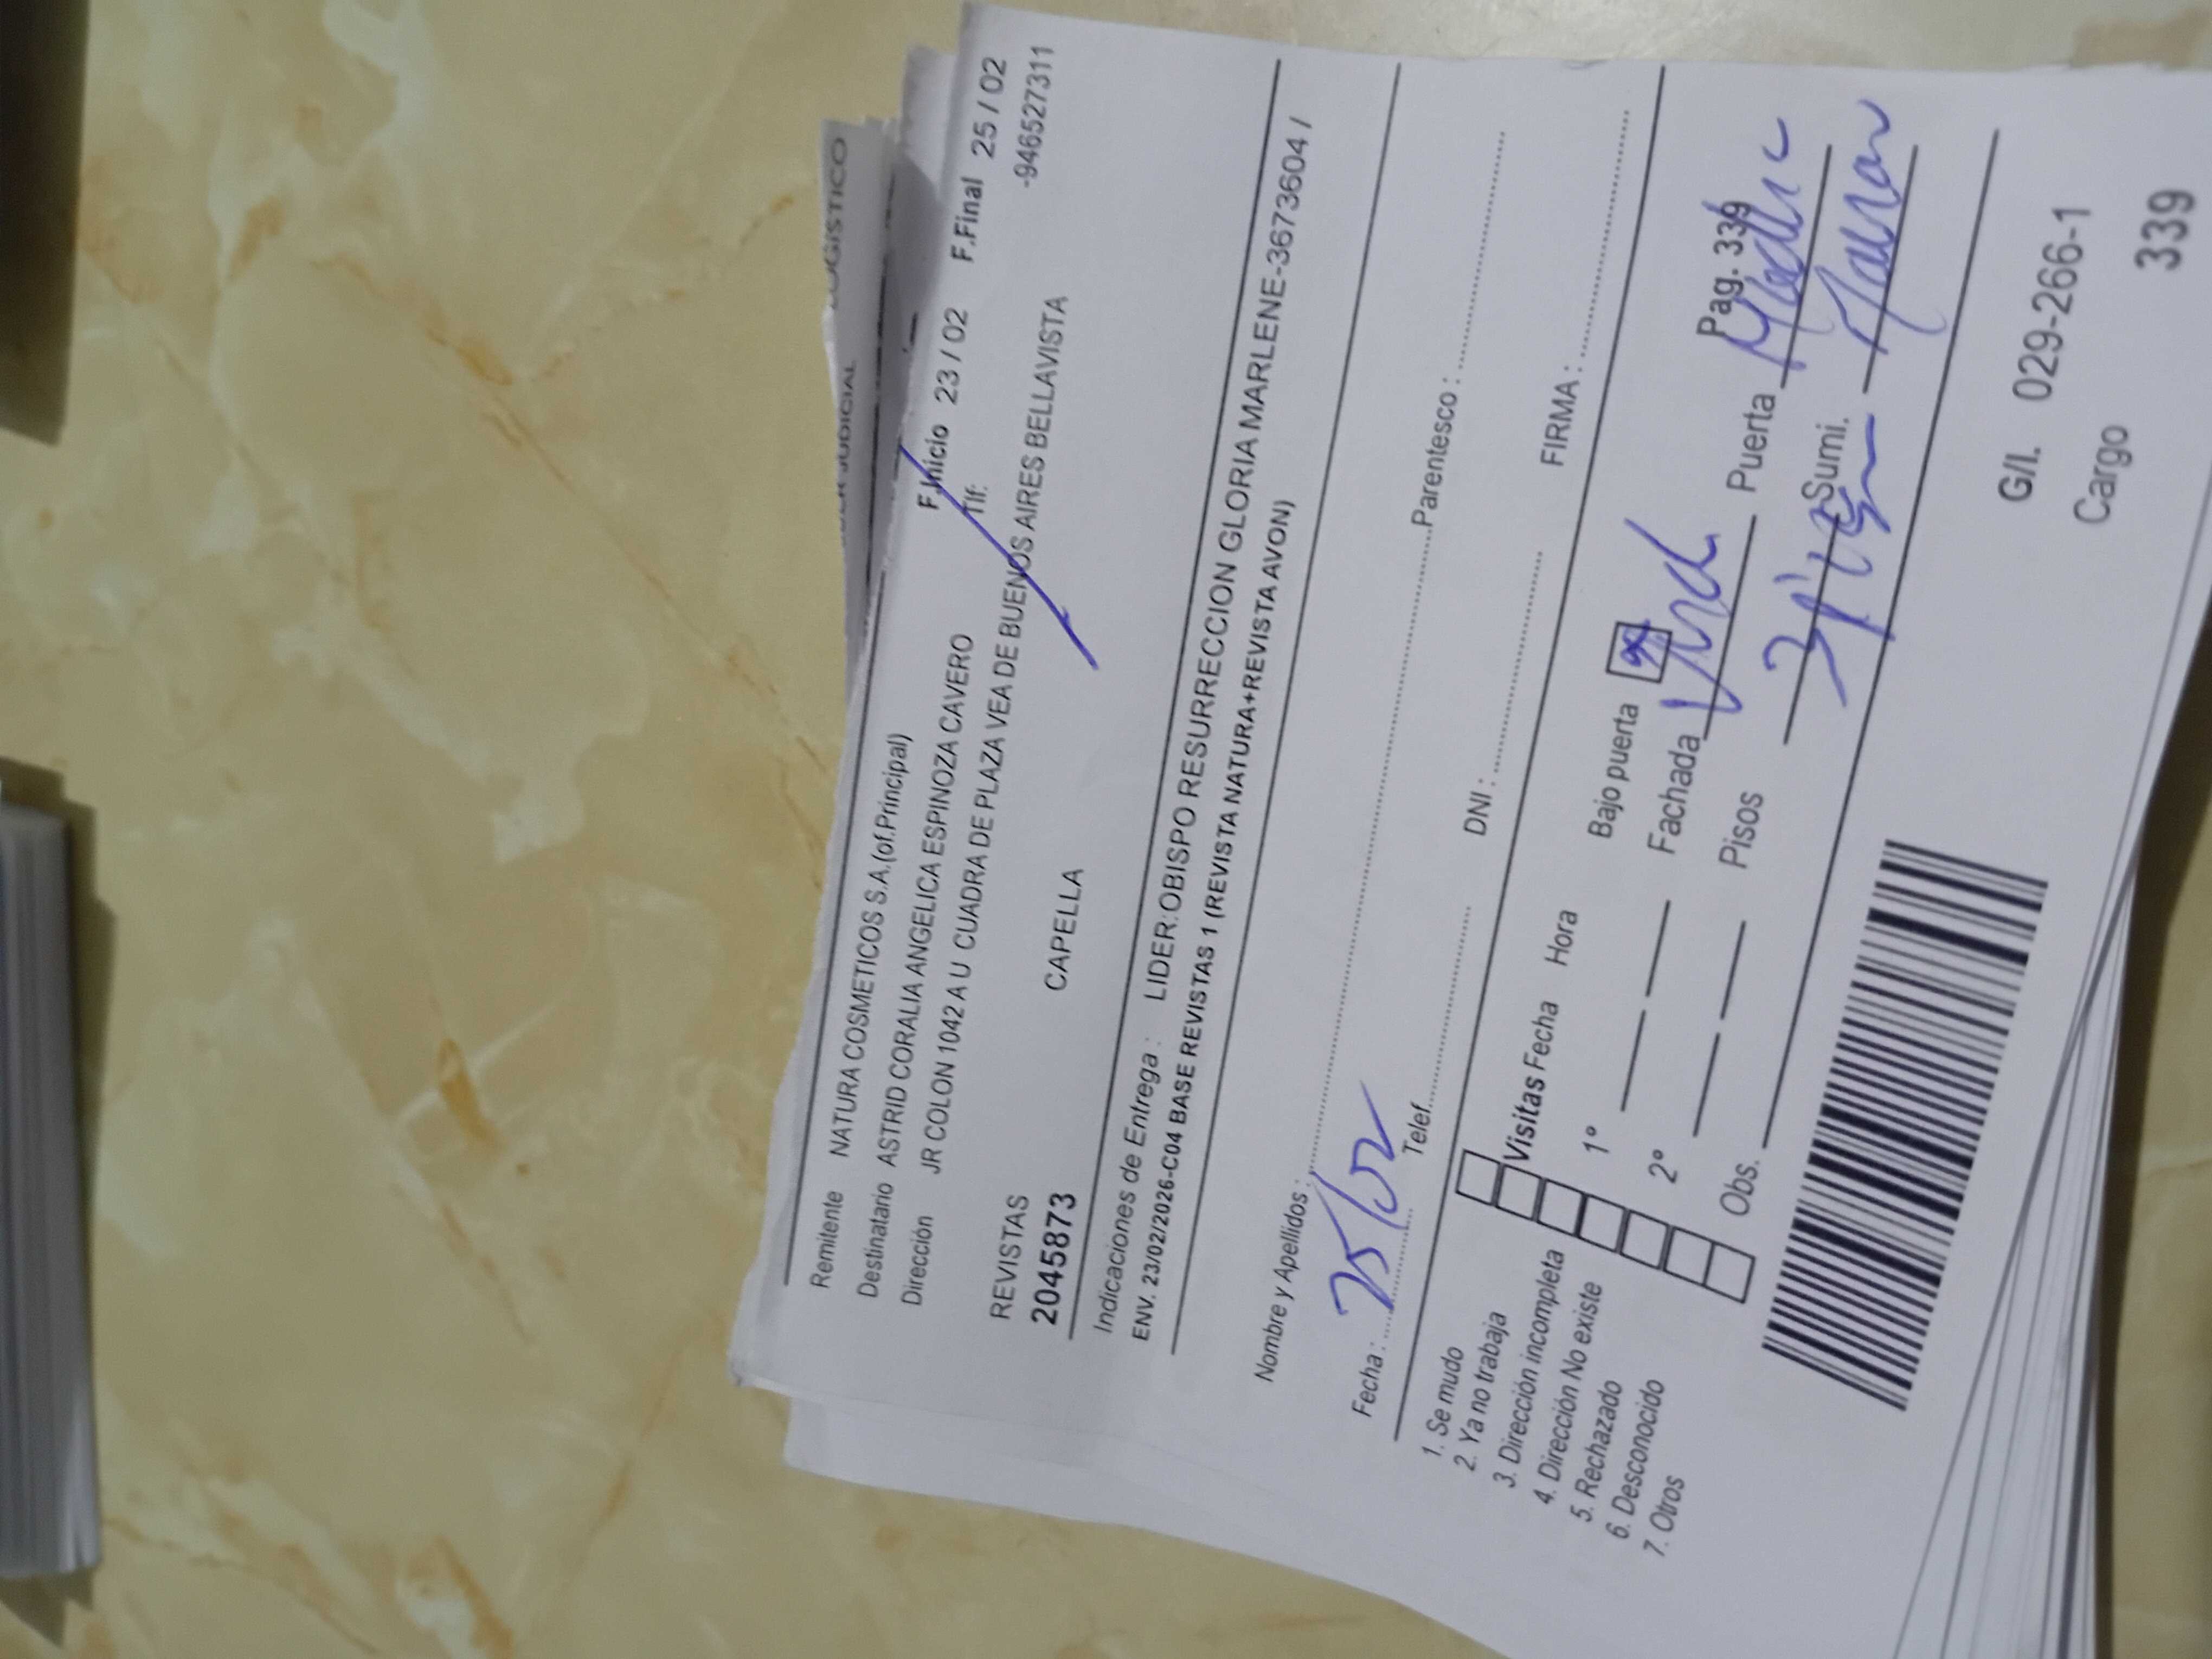 LOGISTICO
JUDICIAL
Remitente NATURA COSMETICOS S.A.(of.Principal)
Destinatario ASTRID CORALIA ANGELICA ESPINOZA CAVERO
F.Inicio 23 / 02 F.Final 25 / 02
Dirección JR COLON 1042 A U CUADRA DE PLAZA VEA DE BUENOS AIRES BELLAVISTA
Tlf: -946527311
REVISTAS
2045873 CAPELLA
Indicaciones de Entrega : LIDER:OBISPO RESURRECCION GLORIA MARLENE-3673604 /
ENV. 23/02/2026-C04 BASE REVISTAS 1 (REVISTA NATURA+REVISTA AVON)
Nombre y Apellidos : Parentesco :
Fecha : 25/02 Telef. DNI : FIRMA :
1. Se mudo
2. Ya no trabaja
3. Dirección incompleta
4. Dirección No existe
5. Rechazado
6. Desconocido
7. Otros
Visitas Fecha Hora Bajo puerta Pag. 339
1º Fachada Puerta
2º Pisos Sumi.
Obs.
G/I. 029-266-1
Cargo 339